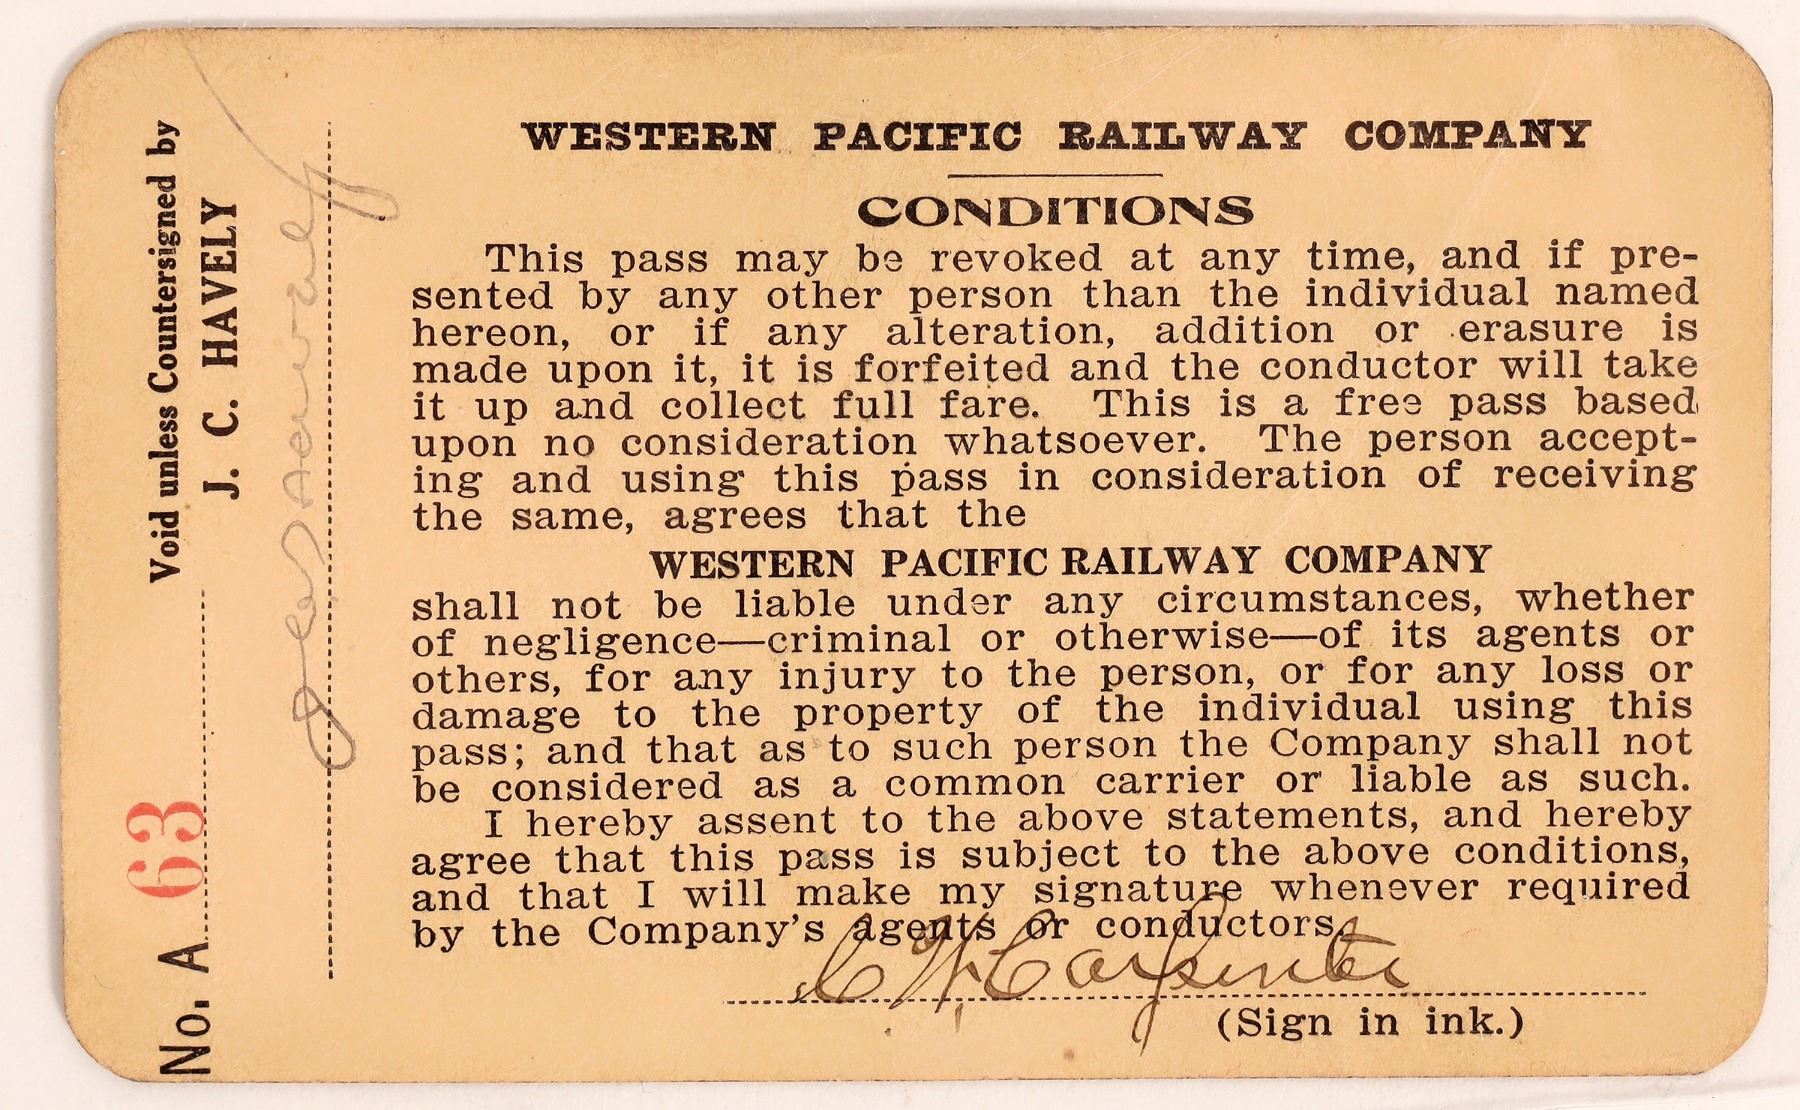 WESTERN PACIFIC RAILWAY COMPANY
CONDITIONS
This pass may be revoked at any time, and if pre-
sented by any other person than the individual named
hereon, or if any alteration, addition or erasure is
made upon it, it is forfeited and the conductor will take
it up and collect full fare. This is a free pass based
upon no consideration whatsoever. The person accept-
ing and using this pass in consideration of receiving
the same, agrees that the
WESTERN PACIFIC RAILWAY COMPANY
shall not be liable under any circumstances, whether
of negligence—criminal or otherwise—of its agents or
others, for any injury to the person, or for any loss or
damage to the property of the individual using this
pass; and that as to such person the Company shall not
be considered as a common carrier or liable as such.
I hereby assent to the above statements, and hereby
agree that this pass is subject to the above conditions,
and that I will make my signature whenever required
by the Company's agents or conductors.
C W Carpenter
(Sign in ink.)
No. A 63
Void unless Countersigned by
J. C. HAVELY
J C Havely